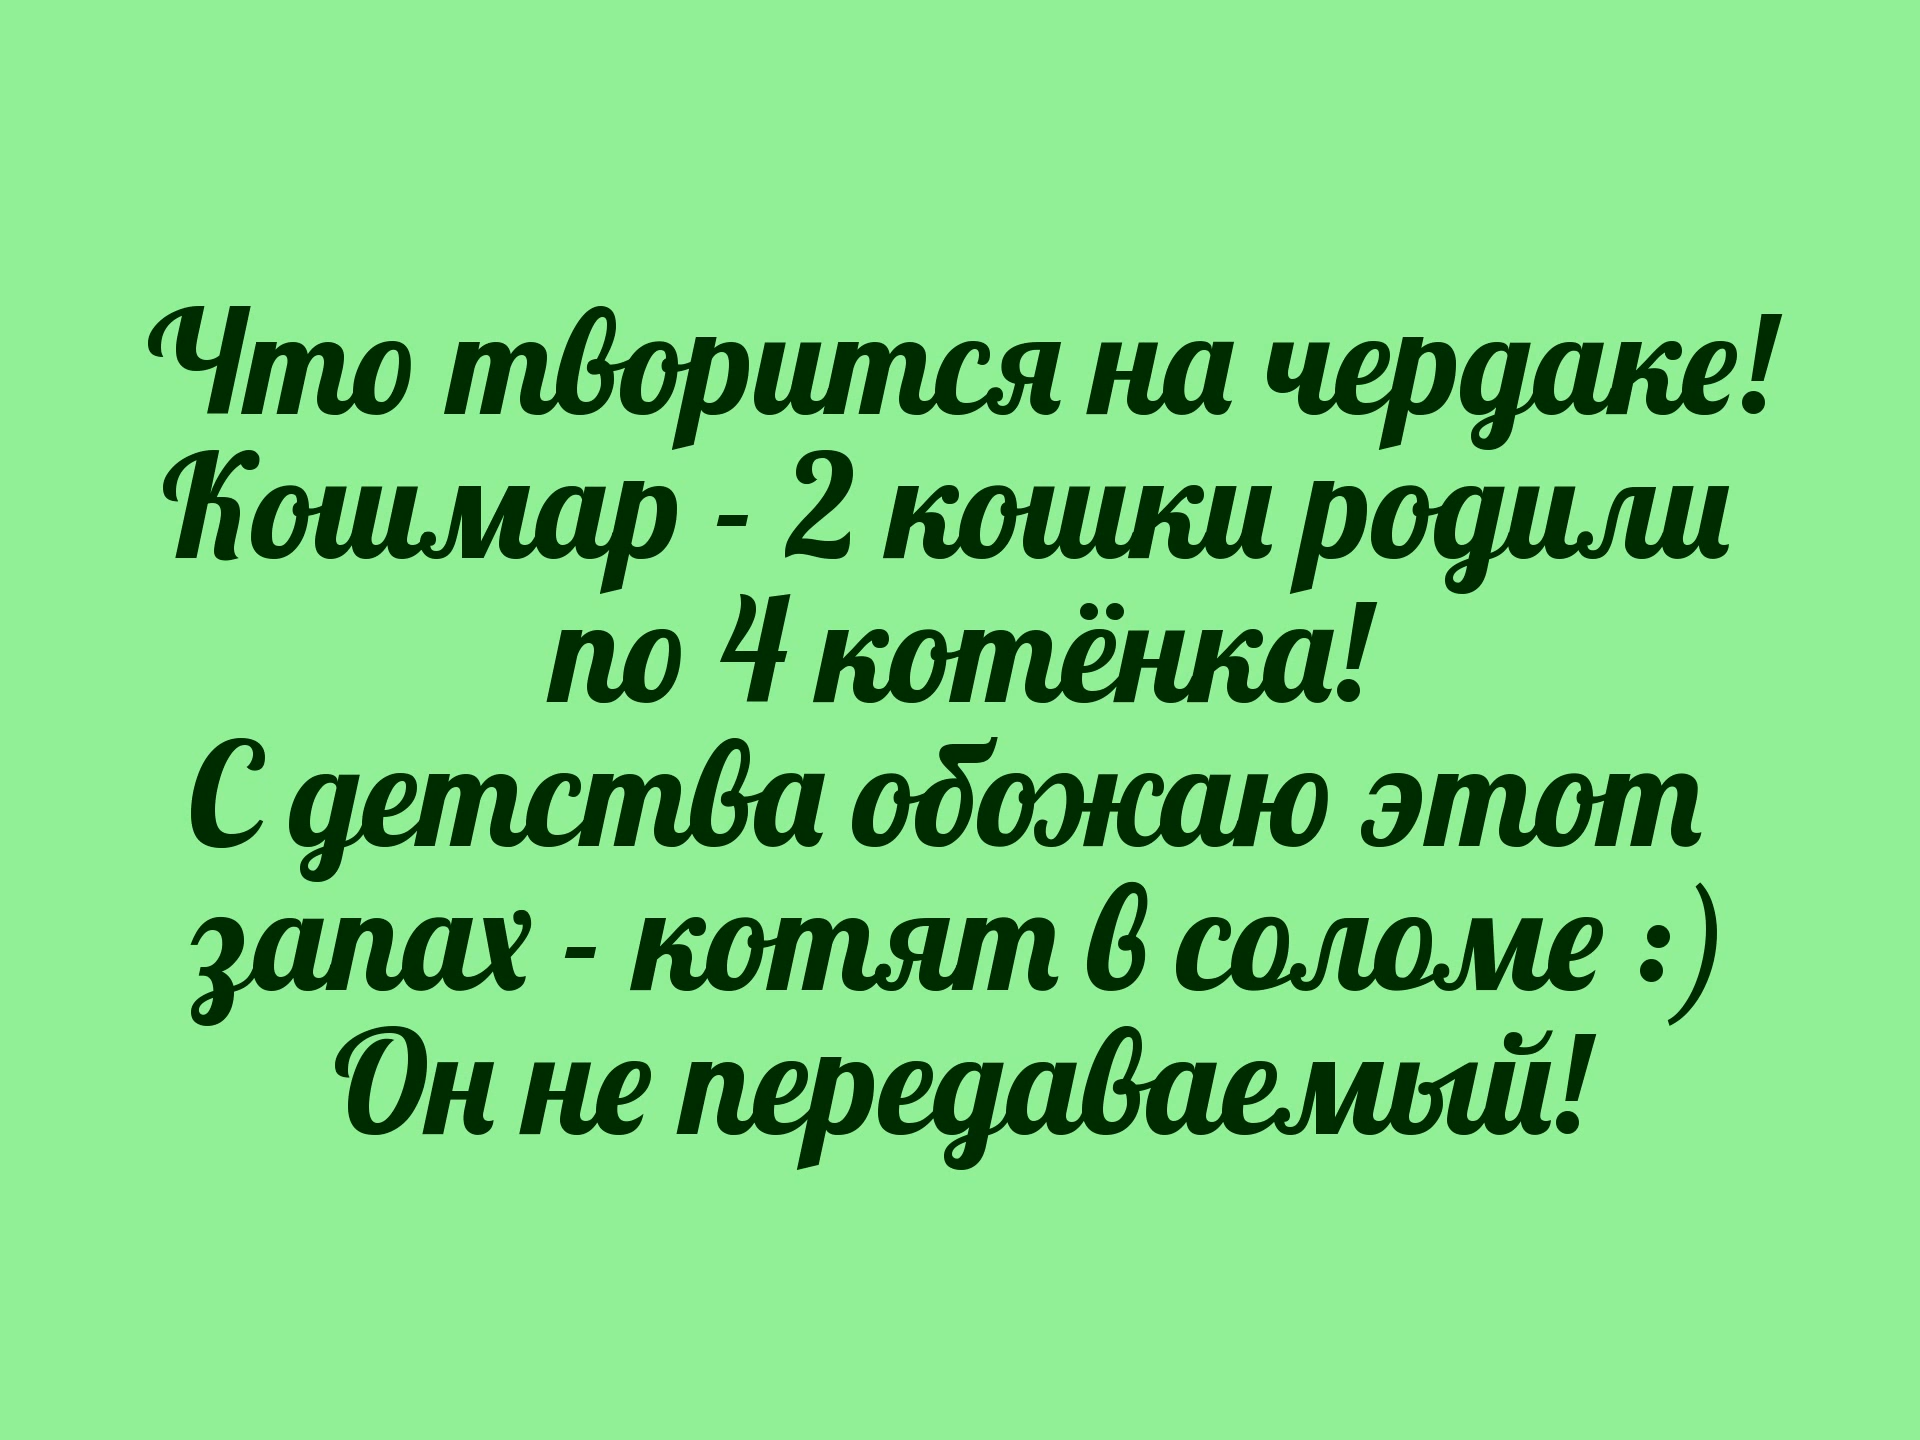 Что творится на чердаке!
Кошмар - 2 кошки родили
по 4 котёнка!
С детства обожаю этот
запах - котят в соломе :)
Он не передаваемый!